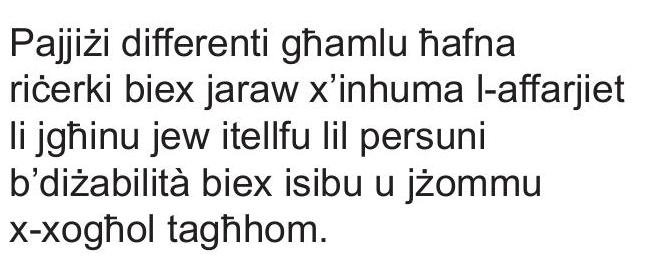 Pajjiżi differenti għamlu ħafna
riċerki biex jaraw x’inhuma l-affarjiet
li jgħinu jew itellfu lil persuni
b’diżabilità biex isibu u jżommu
x-xogħol tagħhom.